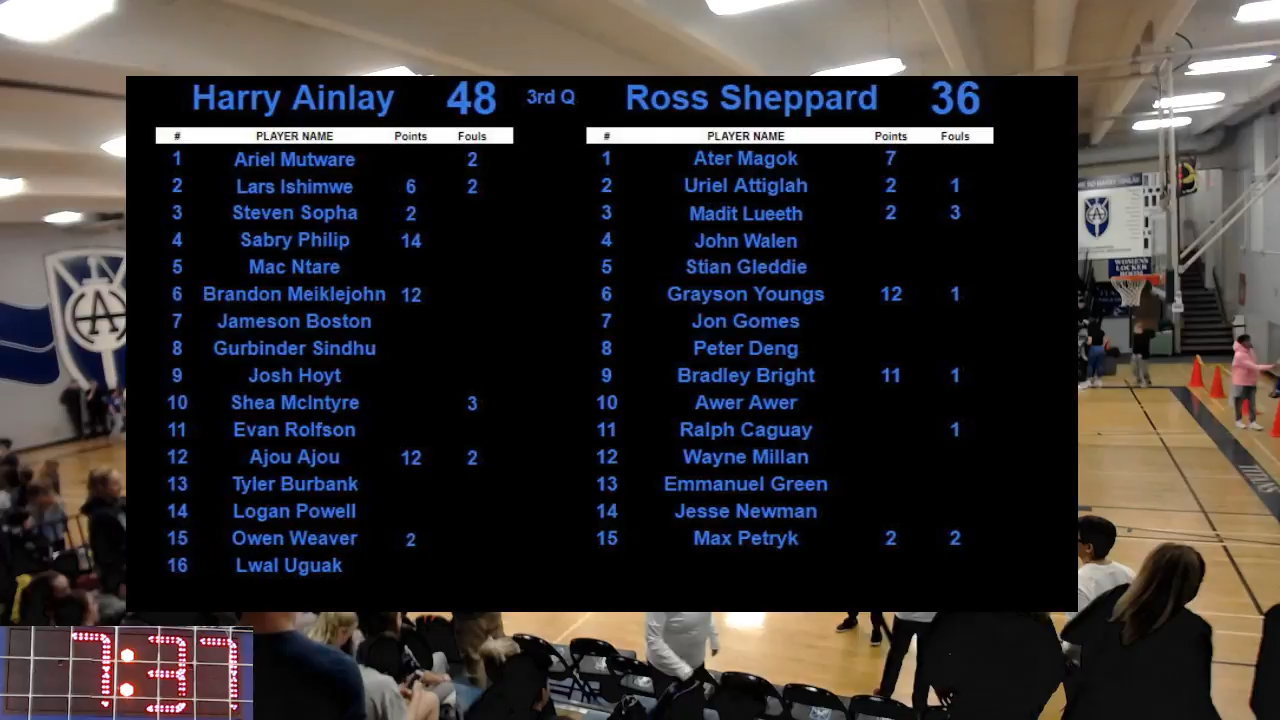 Harry Ainlay 48 3rd Q Ross Sheppard 36
# PLAYER NAME Points Fouls # PLAYER NAME Points Fouls
1 Ariel Mutware 2 1 Ater Magok 7
2 Lars Ishimwe 6 2 2 Uriel Attiglah 2 1
3 Steven Sopha 2 3 Madit Lueeth 2 3
4 Sabry Philip 14 4 John Walen
5 Mac Ntare 5 Stian Gleddie
6 Brandon Meiklejohn 12 6 Grayson Youngs 12 1
7 Jameson Boston 7 Jon Gomes
8 Gurbinder Sindhu 8 Peter Deng
9 Josh Hoyt 9 Bradley Bright 11 1
10 Shea McIntyre 3 10 Awer Awer
11 Evan Rolfson 11 Ralph Caguay 1
12 Ajou Ajou 12 2 12 Wayne Millan
13 Tyler Burbank 13 Emmanuel Green
14 Logan Powell 14 Jesse Newman
15 Owen Weaver 2 15 Max Petryk 2 2
16 Lwal Uguak
WOMENS
LOCKER
ROOM
TITANS
7:37